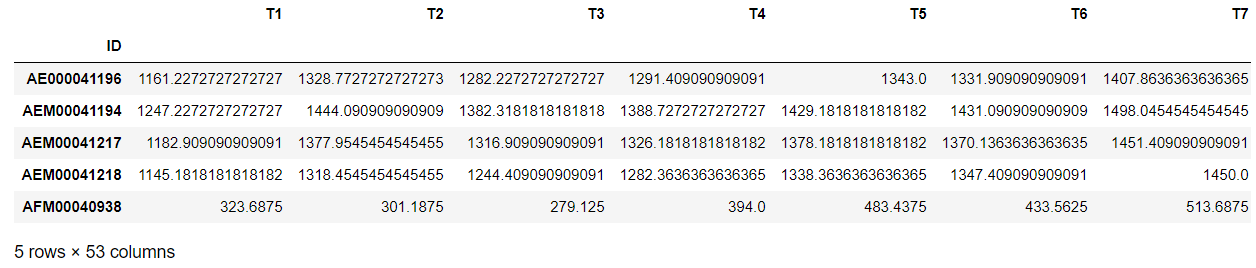 T1 T2 T3 T4 T5 T6 T7
ID
AE000041196 1161.2272727272727 1328.7727272727273 1282.2272727272727 1291.409090909091 1343.0 1331.909090909091 1407.8636363636365
AEM00041194 1247.2272727272727 1444.090909090909 1382.3181818181818 1388.7272727272727 1429.1818181818182 1431.090909090909 1498.0454545454545
AEM00041217 1182.909090909091 1377.9545454545455 1316.909090909091 1326.1818181818182 1378.1818181818182 1370.1363636363635 1451.409090909091
AEM00041218 1145.1818181818182 1318.4545454545455 1244.409090909091 1282.3636363636365 1338.3636363636365 1347.409090909091 1450.0
AFM00040938 323.6875 301.1875 279.125 394.0 483.4375 433.5625 513.6875
5 rows × 53 columns